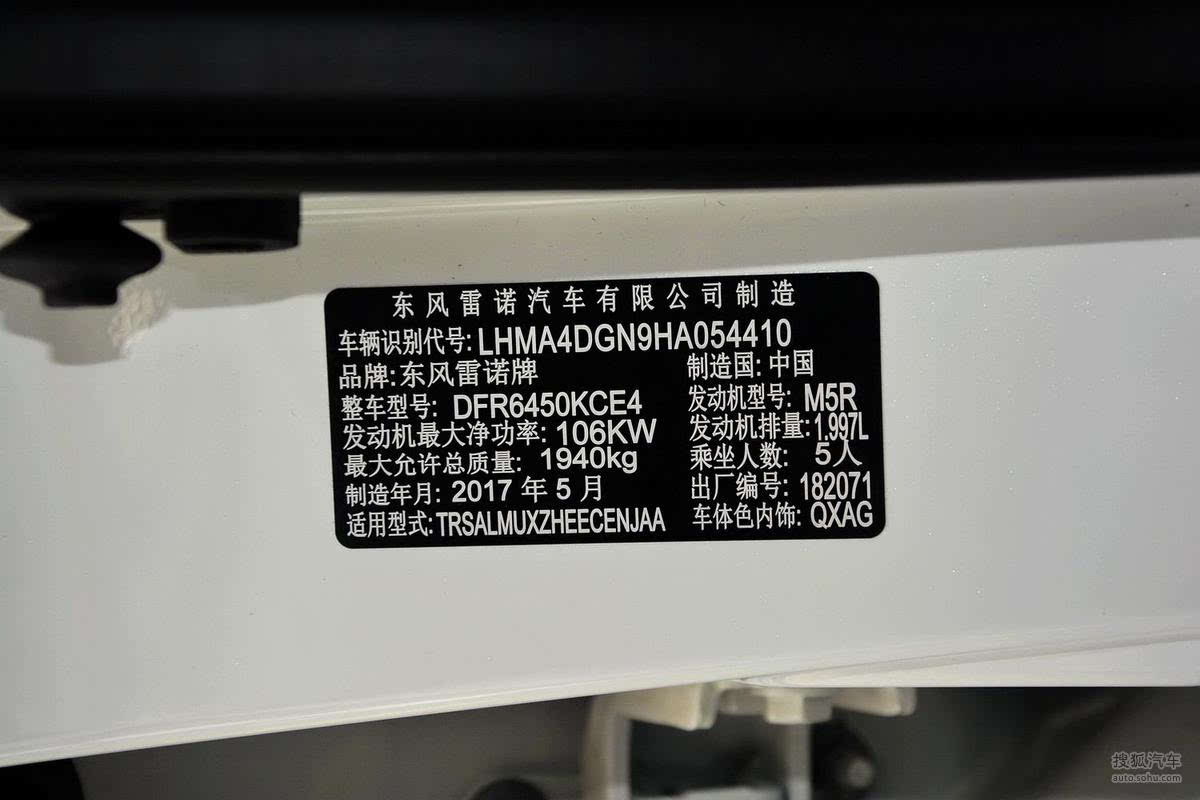 东风雷诺汽车有限公司制造
车辆识别代号:LHMA4DGN9HA054410
品牌:东风雷诺牌 制造国:中国
整车型号: DFR6450KCE4 发动机型号: M5R
发动机最大净功率: 106KW 发动机排量:1.997L
最大允许总质量: 1940kg 乘坐人数: 5人
制造年月: 2017 年 5 月 出厂编号: 182071
适用型式:TRSALMUXZHEECENJAA 车体色内饰: QXAG
搜狐汽车
auto.sohu.com